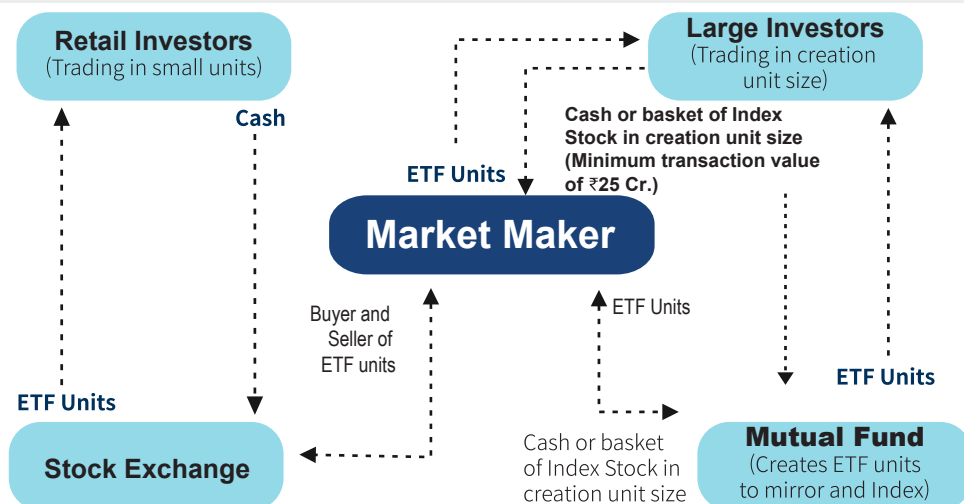 Retail Investors
(Trading in small units)
Large Investors
(Trading in creation
unit size)
Cash
Cash or basket of Index
Stock in creation unit size
(Minimum transaction value
of ₹25 Cr.)
ETF Units
Market Maker
Buyer and
Seller of
ETF units
ETF Units
ETF Units
ETF Units
Stock Exchange
Cash or basket
of Index Stock in
creation unit size
Mutual Fund
(Creates ETF units
to mirror and Index)